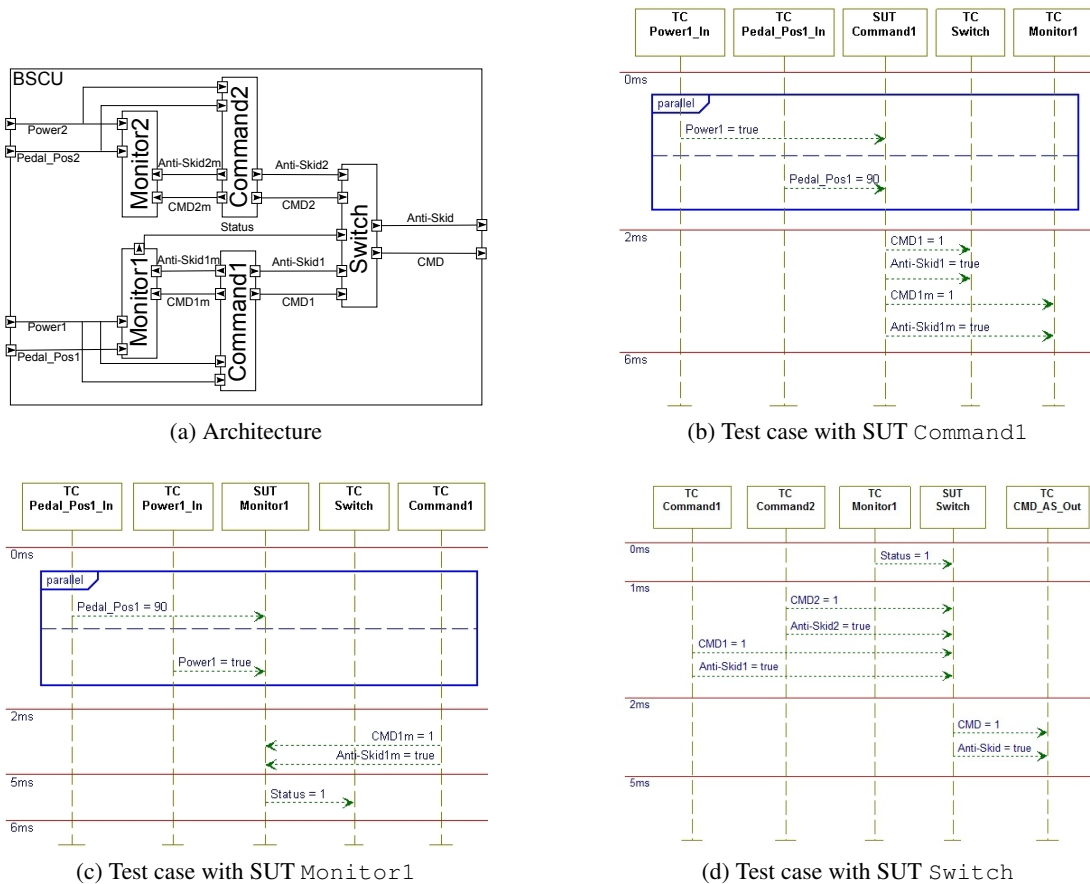 BSCU
Power2
Pedal_Pos2
Monitor2
Anti-Skid2m
CMD2m
Command2
Anti-Skid2
CMD2
Status
Switch
Anti-Skid
CMD
Monitor1
Anti-Skid1m
CMD1m
Command1
Anti-Skid1
CMD1
Power1
Pedal_Pos1
(a) Architecture
TC
Power1_In
TC
Pedal_Pos1_In
SUT
Command1
TC
Switch
TC
Monitor1
0ms
parallel
Power1 = true
Pedal_Pos1 = 90
2ms
CMD1 = 1
Anti-Skid1 = true
CMD1m = 1
Anti-Skid1m = true
6ms
(b) Test case with SUT Command1
TC
Pedal_Pos1_In
TC
Power1_In
SUT
Monitor1
TC
Switch
TC
Command1
0ms
parallel
Pedal_Pos1 = 90
Power1 = true
2ms
CMD1m = 1
Anti-Skid1m = true
5ms
Status = 1
6ms
(c) Test case with SUT Monitor1
TC
Command1
TC
Command2
TC
Monitor1
SUT
Switch
TC
CMD_AS_Out
0ms
Status = 1
1ms
CMD2 = 1
Anti-Skid2 = true
CMD1 = 1
Anti-Skid1 = true
2ms
CMD = 1
Anti-Skid = true
5ms
(d) Test case with SUT Switch